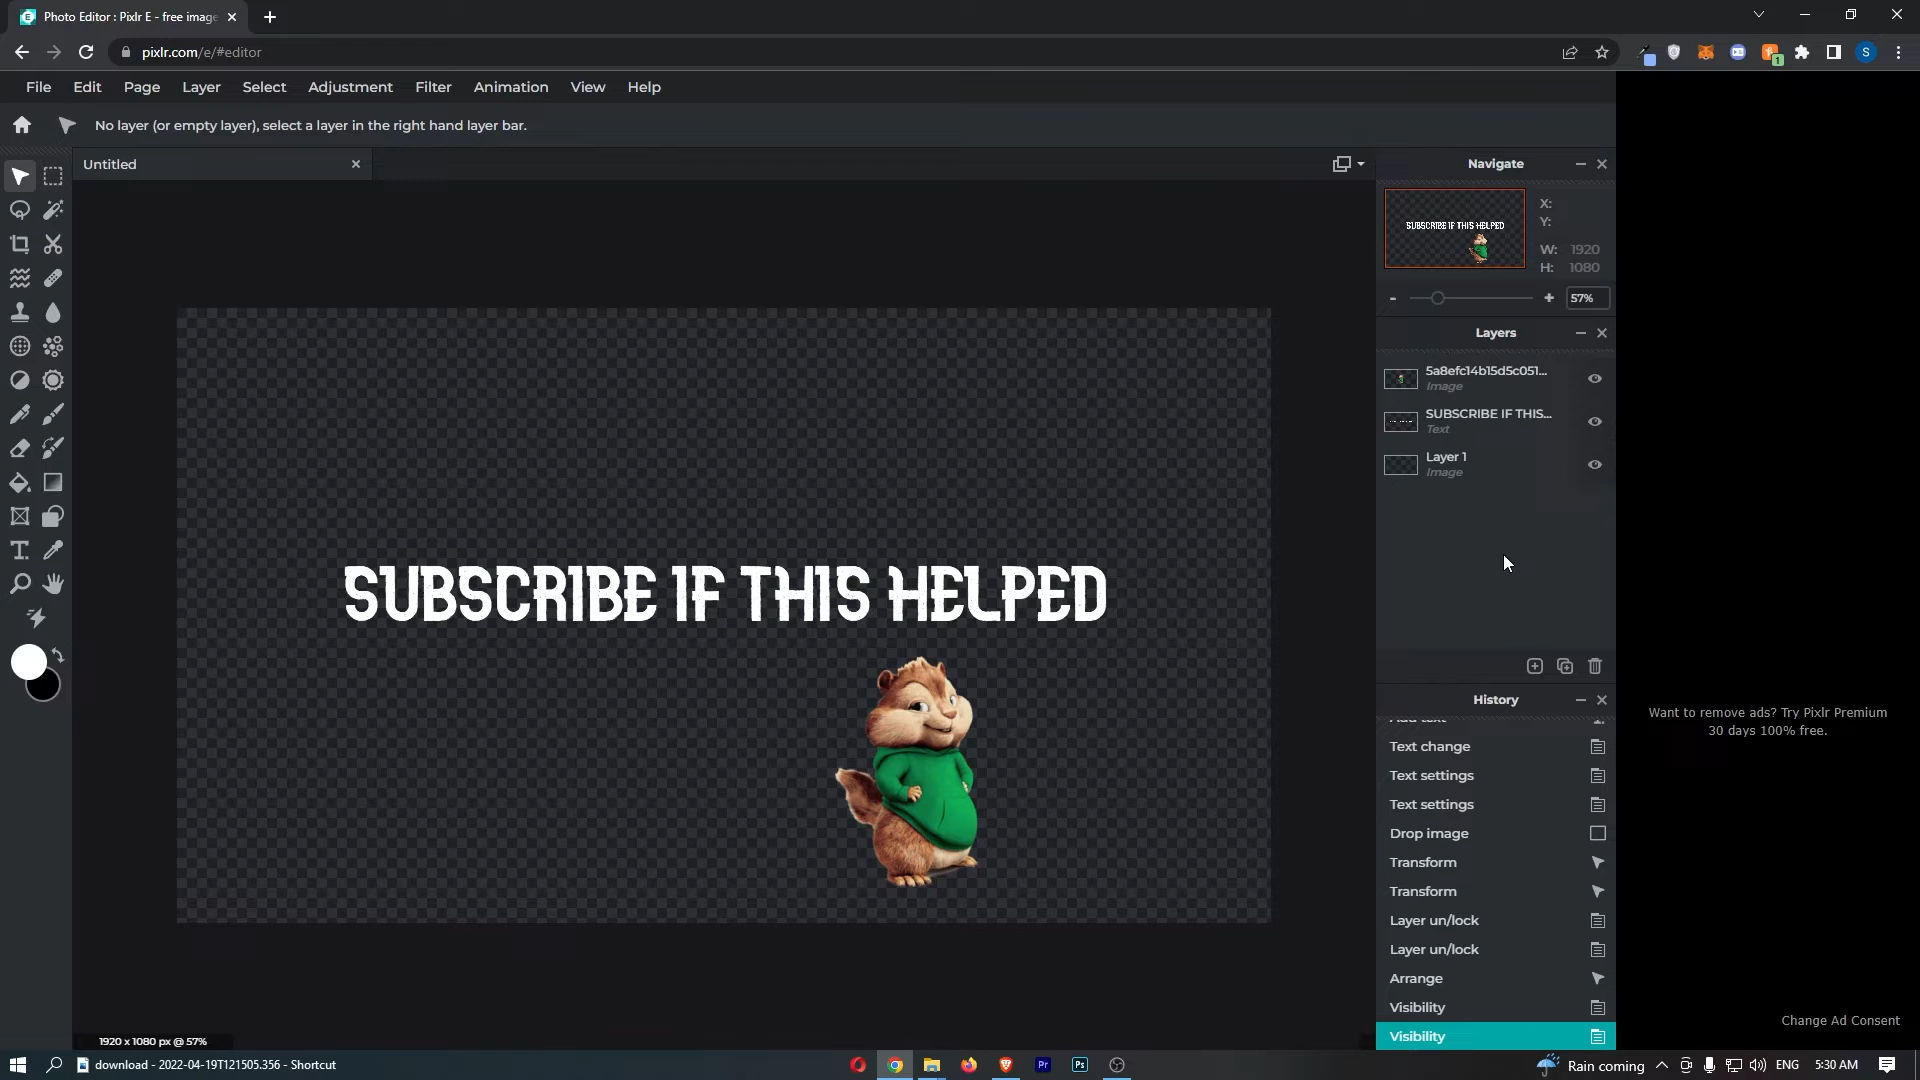 Photo Editor : Pixlr E - free image
pixlr.com/e/#editor
S
1
File Edit Page Layer Select Adjustment Filter Animation View Help
No layer (or empty layer), select a layer in the right hand layer bar.
Untitled
Navigate
SUBSCRIBE IF THIS HELPED
X:
Y:
W: 1920
H: 1080
57%
Layers
5a8efc14b15d5c051...
Image
SUBSCRIBE IF THIS...
Text
Layer 1
Image
SUBSCRIBE IF THIS HELPED
History
Text change
Text settings
Text settings
Drop image
Transform
Transform
Layer un/lock
Layer un/lock
Arrange
Visibility
Visibility
Want to remove ads? Try Pixlr Premium
30 days 100% free.
Change Ad Consent
1920 x 1080 px @ 57%
download - 2022-04-19T121505.356 - Shortcut
Pr
Ps
Rain coming
ENG
5:30 AM